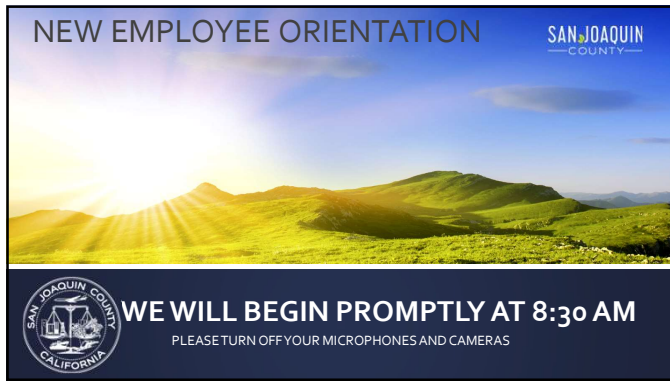 NEW EMPLOYEE ORIENTATION
SAN JOAQUIN
COUNTY
SAN JOAQUIN COUNTY
CALIFORNIA
WE WILL BEGIN PROMPTLY AT 8:30 AM
PLEASE TURN OFF YOUR MICROPHONES AND CAMERAS